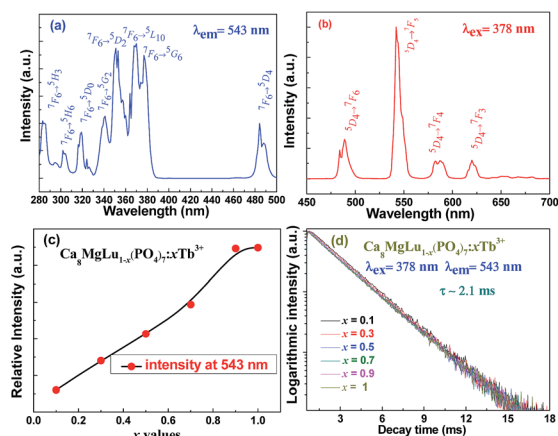 (a)
λem= 543 nm
7F6→5H3
7F6→5H6
7F6→5D0
7F6→5G2
7F6→5D2
7F6→5L10
7F6→5G6
7F6→5D4
Intensity (a.u.)
280 300 320 340 360 380 400 420 440 460 480 500
Wavelength (nm)
(b)
λex= 378 nm
5D4→7F6
5D4→7F5
5D4→7F4
5D4→7F3
Intensity (a.u.)
450 500 550 600 650 700
Wavelength (nm)
(c)
Ca8MgLu1-x(PO4)7:xTb3+
intensity at 543 nm
Relative Intensity (a.u.)
0.0 0.2 0.4 0.6 0.8 1.0
x values
(d)
Ca8MgLu1-x(PO4)7:xTb3+
λex= 378 nm λem= 543 nm
τ ~ 2.1 ms
x = 0.1
x = 0.3
x = 0.5
x = 0.7
x = 0.9
x = 1
Logarithmic intensity (a.u.)
3 6 9 12 15 18
Decay time (ms)